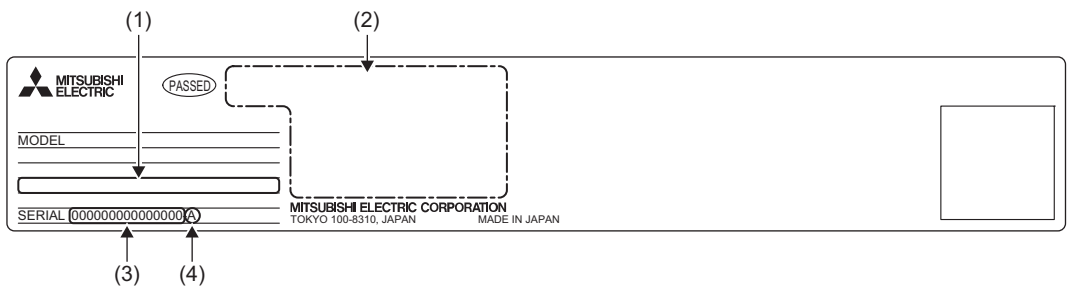 (1)
(2)
MITSUBISHI
ELECTRIC
PASSED
MODEL
SERIAL 000000000000000 A
MITSUBISHI ELECTRIC CORPORATION
TOKYO 100-8310, JAPAN MADE IN JAPAN
(3)
(4)